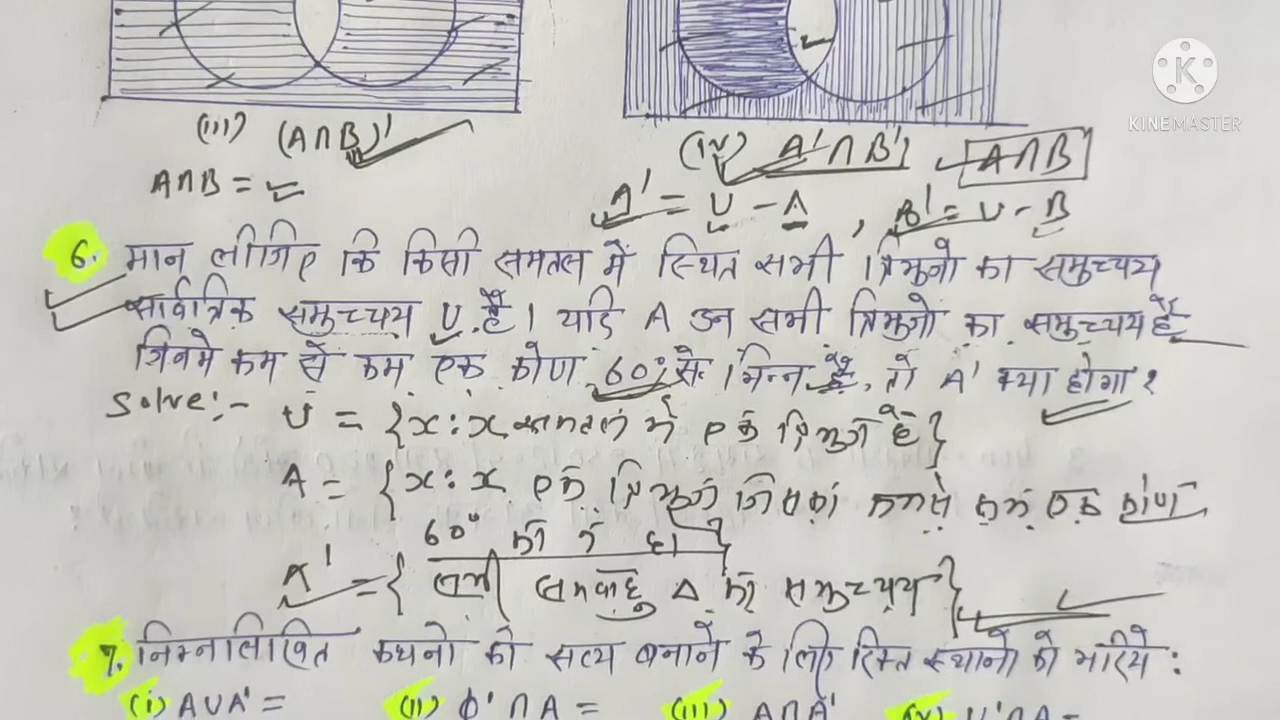 KINEMASTER
(iii) (A∩B)'
(iv) A'∩B' A∩B
A∩B =
A' = U - A , B' = U - B
6. मान लीजिए कि किसी समतल में स्थित सभी त्रिभुजो का समुच्चय
सार्वत्रिक समुच्चय U है। यदि A उन सभी त्रिभुजो का समुच्चय है
जिनमे कम से कम एक कोण 60° से भिन्न है, तो A' क्या होगा?
Solve:- U = {x : x समतल में एक त्रिभुज है}
A = {x : x एक त्रिभुज जिसका कमसे कम एक कोण
60° का न हो}
A' = { सभी समबाहु Δ का समुच्चय }
7. निम्नलिखित कथनो को सत्य बनाने के लिए रिक्त स्थानो को भरिये :
(i) A∪A' = (ii) ϕ'∩A = (iii) A∩A' (iv) U'∩A =